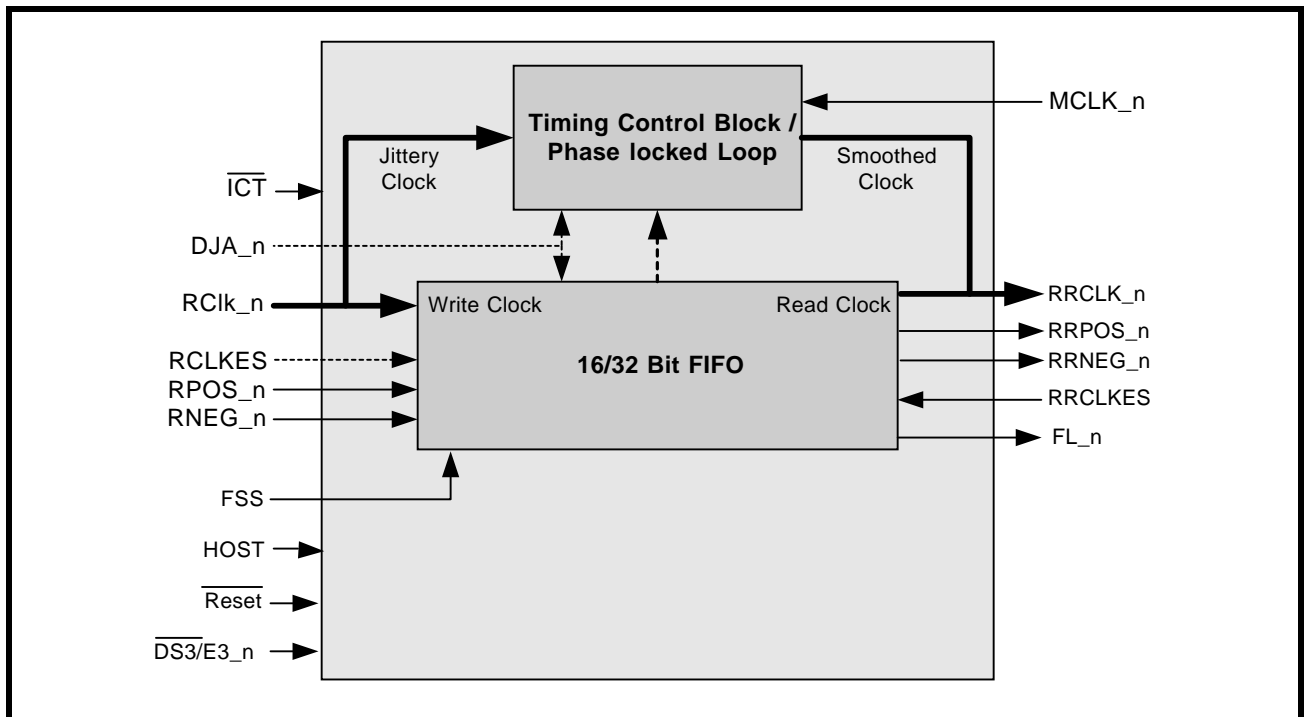 Timing Control Block /
Phase locked Loop
MCLK_n
Jittery
Clock
Smoothed
Clock
ICT
DJA_n
RClk_n
Write Clock
Read Clock
RRCLK_n
RRPOS_n
RCLKES
16/32 Bit FIFO
RRNEG_n
RPOS_n
RRCLKES
RNEG_n
FL_n
FSS
HOST
Reset
DS3/E3_n